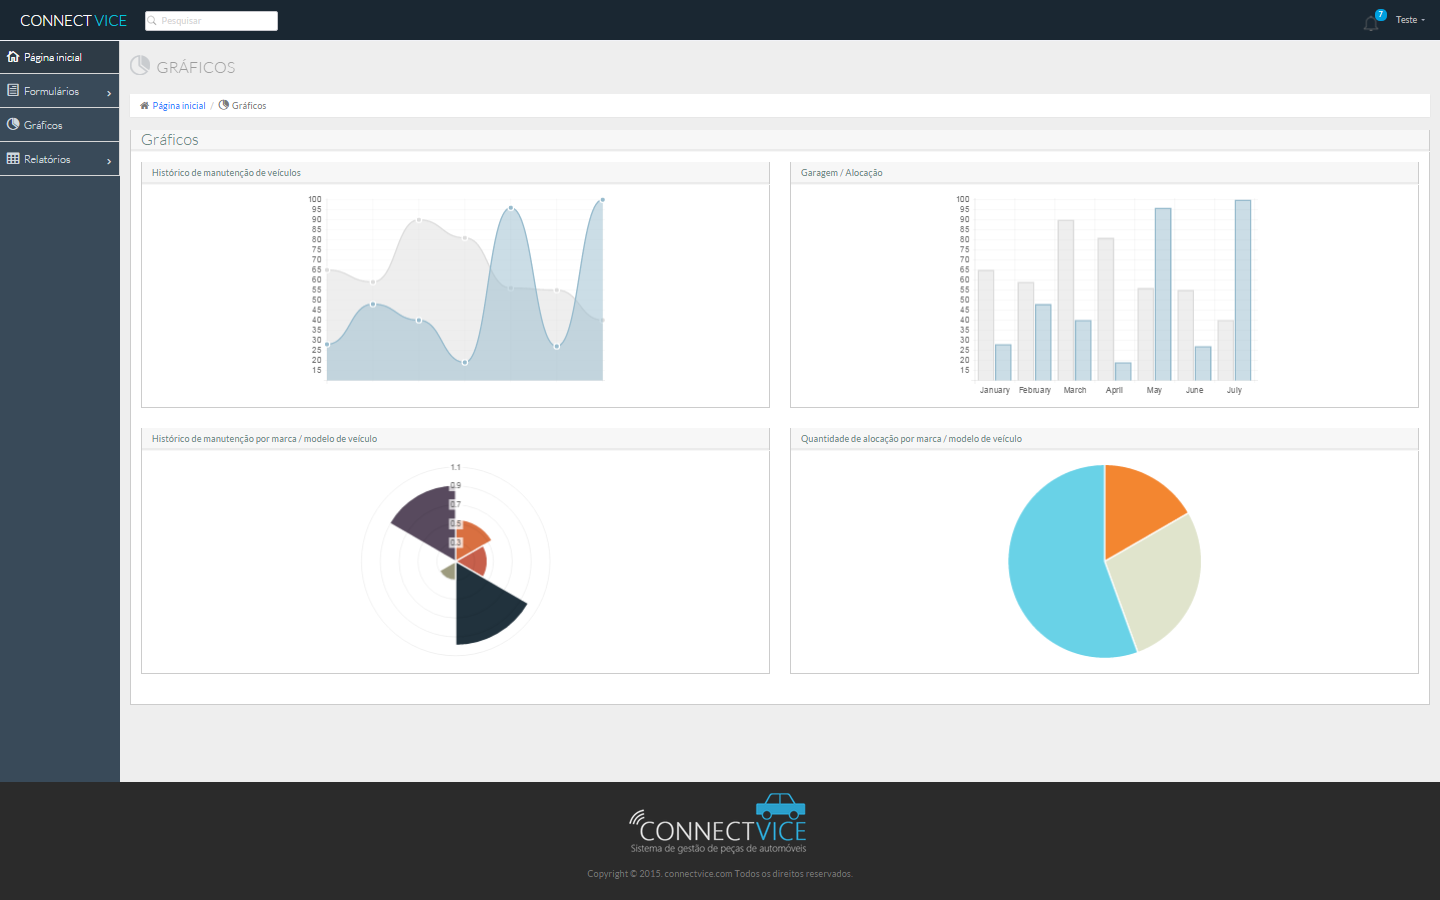 CONNECTVICE
Pesquisar
7
Teste
Página inicial
Formulários
Gráficos
Relatórios
GRÁFICOS
Página inicial / Gráficos
Gráficos
Histórico de manutenção de veículos
100
95
90
85
80
75
70
65
60
55
50
45
40
35
30
25
20
15
Garagem / Alocação
100
95
90
85
80
75
70
65
60
55
50
45
40
35
30
25
20
15
January February March April May June July
Histórico de manutenção por marca / modelo de veículo
1.1
0.9
0.7
0.5
0.3
Quantidade de alocação por marca / modelo de veículo
CONNECTVICE
Sistema de gestão de peças de automóveis
Copyright © 2015. connectvice.com Todos os direitos reservados.